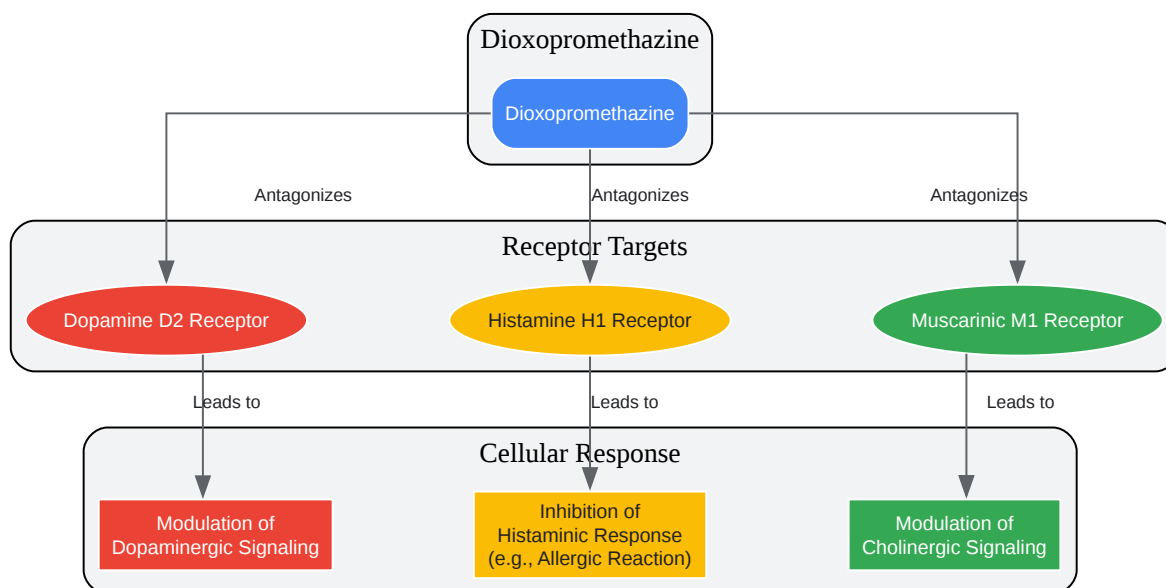 Dioxopromethazine
Dioxopromethazine
Antagonizes
Antagonizes
Antagonizes
Receptor Targets
Dopamine D2 Receptor
Histamine H1 Receptor
Muscarinic M1 Receptor
Leads to
Leads to
Leads to
Cellular Response
Modulation of
Dopaminergic Signaling
Inhibition of
Histaminic Response
(e.g., Allergic Reaction)
Modulation of
Cholinergic Signaling